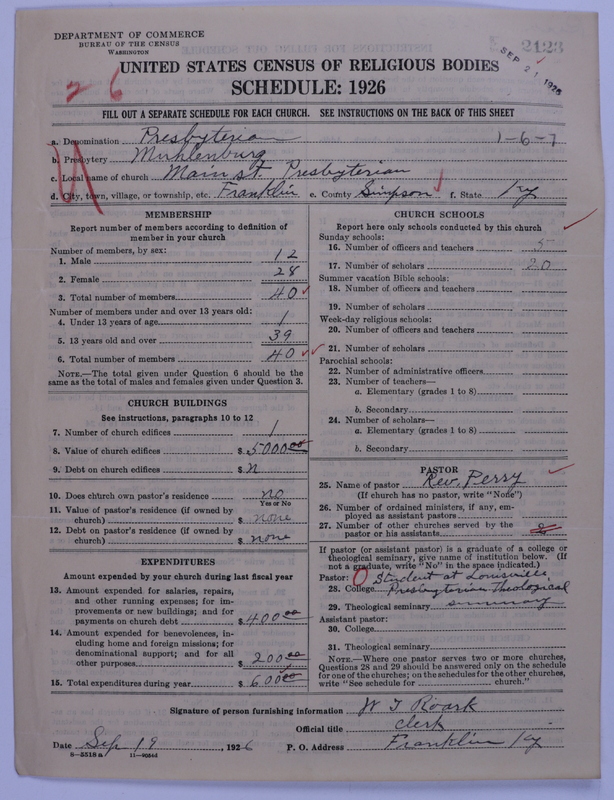 DEPARTMENT OF COMMERCE
BUREAU OF THE CENSUS
WASHINGTON
2123
SEP 21 1926
26
UNITED STATES CENSUS OF RELIGIOUS BODIES
SCHEDULE: 1926
FILL OUT A SEPARATE SCHEDULE FOR EACH CHURCH. SEE INSTRUCTIONS ON THE BACK OF THIS SHEET
a. Denomination Presbyterian 1-6-7
b. Presbytery Muhlenburg
c. Local name of church Main st. Presbyterian
d. City, town, village, or township, etc. Franklin e. County Simpson f. State Ky
MEMBERSHIP
Report number of members according to definition of
member in your church
Number of members, by sex:
1. Male 12
2. Female 28
3. Total number of members 40
Number of members under and over 13 years old:
4. Under 13 years of age 1
5. 13 years old and over 39
6. Total number of members 40
NOTE.—The total given under Question 6 should be the
same as the total of males and females given under Question 3.
CHURCH BUILDINGS
See instructions, paragraphs 10 to 12
7. Number of church edifices 1
8. Value of church edifices $ 5000.00
9. Debt on church edifices $ N
10. Does church own pastor's residence no
Yes or No
11. Value of pastor's residence (if owned by
church) $ none
12. Debt on pastor's residence (if owned by
church) $ none
EXPENDITURES
Amount expended by your church during last fiscal year
13. Amount expended for salaries, repairs,
and other running expenses; for im-
provements or new buildings; and for
payments on church debt $ 400.00
14. Amount expended for benevolences, in-
cluding home and foreign missions; for
denominational support; and for all
other purposes $ 200.00
15. Total expenditures during year $ 600.00
CHURCH SCHOOLS
Report here only schools conducted by this church
Sunday schools:
16. Number of officers and teachers 5
17. Number of scholars 20
Summer vacation Bible schools:
18. Number of officers and teachers
19. Number of scholars
Week-day religious schools:
20. Number of officers and teachers
21. Number of scholars
Parochial schools:
22. Number of administrative officers
23. Number of teachers—
a. Elementary (grades 1 to 8)
b. Secondary
24. Number of scholars—
a. Elementary (grades 1 to 8)
b. Secondary
PASTOR
25. Name of pastor Rev. Perry
(If church has no pastor, write "None")
26. Number of ordained ministers, if any, em-
ployed as assistant pastors
27. Number of other churches served by the
pastor or his assistants
If pastor (or assistant pastor) is a graduate of a college or
theological seminary, give name of institution below. (If
not a graduate, write "No" in the space indicated.)
Pastor: Student at Louisville
28. College Presbyterian Theological
29. Theological seminary seminary
Assistant pastor:
30. College
31. Theological seminary
NOTE.—Where one pastor serves two or more churches,
Questions 28 and 29 should be answered only on the schedule
for one of the churches; on the schedules for the other churches,
write "See schedule for church."
Signature of person furnishing information W T Roark
Official title Clerk
Date Sep 19, 1926 P. O. Address Franklin Ky
8—5518a 11—9054d